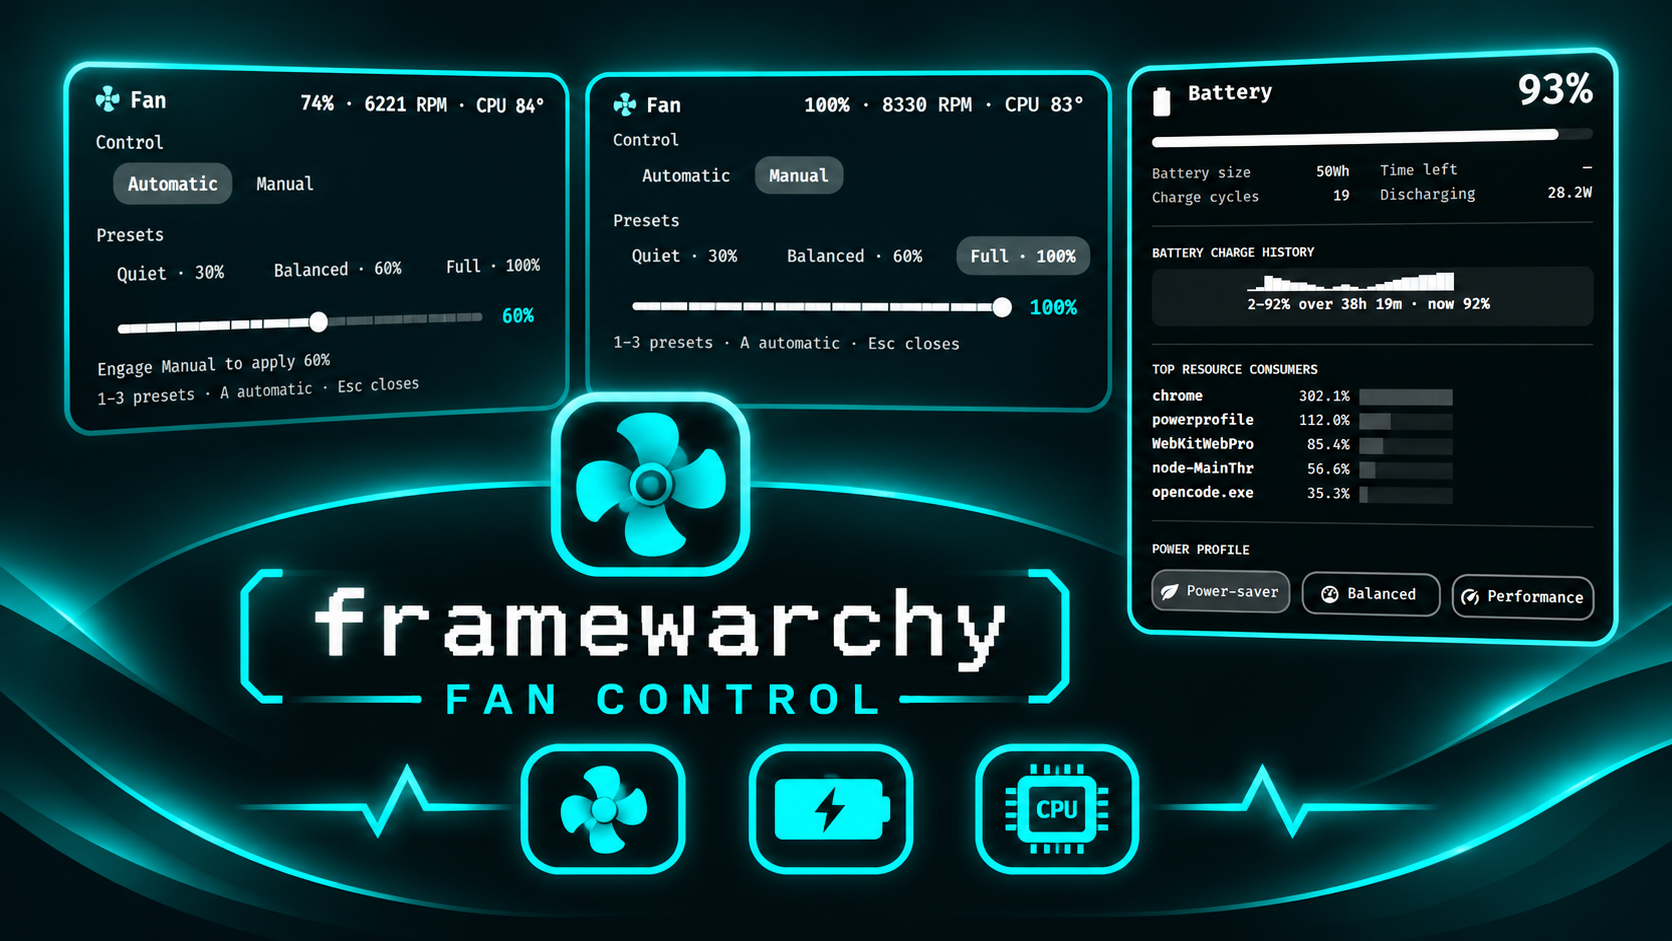 Fan 74% · 6221 RPM · CPU 84°
Control
Automatic Manual
Presets
Quiet · 30% Balanced · 60% Full · 100%
60%
Engage Manual to apply 60%
1–3 presets · A automatic · Esc closes
Fan 100% · 8330 RPM · CPU 83°
Control
Automatic Manual
Presets
Quiet · 30% Balanced · 60% Full · 100%
100%
1–3 presets · A automatic · Esc closes
Battery 93%
Battery size 50Wh Time left —
Charge cycles 19 Discharging 28.2W
BATTERY CHARGE HISTORY
2–92% over 38h 19m · now 92%
TOP RESOURCE CONSUMERS
chrome 302.1%
powerprofile 112.0%
WebKitWebPro 85.4%
node-MainThr 56.6%
opencode.exe 35.3%
POWER PROFILE
Power-saver Balanced Performance
framewarchy
FAN CONTROL
CPU